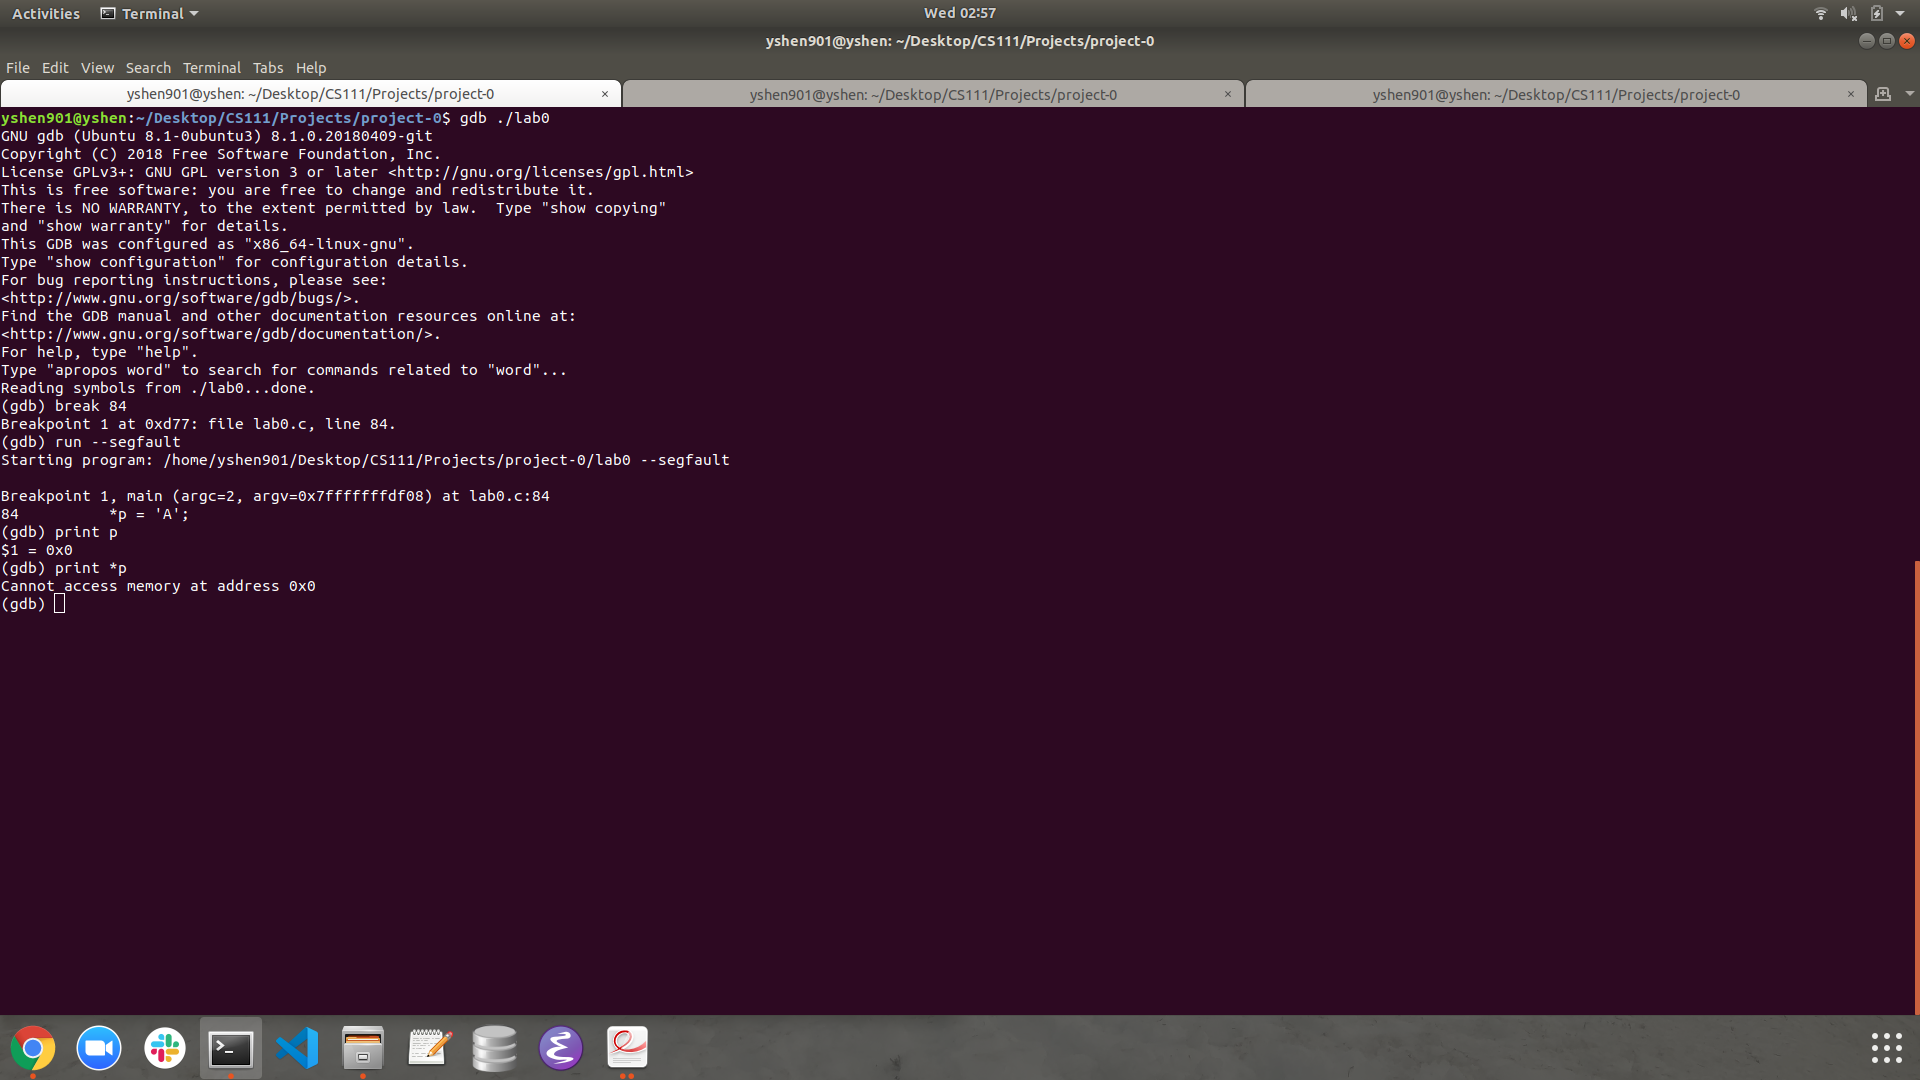 Activities Terminal Wed 02:57
yshen901@yshen: ~/Desktop/CS111/Projects/project-0
File Edit View Search Terminal Tabs Help
yshen901@yshen: ~/Desktop/CS111/Projects/project-0 × yshen901@yshen: ~/Desktop/CS111/Projects/project-0 × yshen901@yshen: ~/Desktop/CS111/Projects/project-0 ×
yshen901@yshen:~/Desktop/CS111/Projects/project-0$ gdb ./lab0
GNU gdb (Ubuntu 8.1-0ubuntu3) 8.1.0.20180409-git
Copyright (C) 2018 Free Software Foundation, Inc.
License GPLv3+: GNU GPL version 3 or later <http://gnu.org/licenses/gpl.html>
This is free software: you are free to change and redistribute it.
There is NO WARRANTY, to the extent permitted by law.  Type "show copying"
and "show warranty" for details.
This GDB was configured as "x86_64-linux-gnu".
Type "show configuration" for configuration details.
For bug reporting instructions, please see:
<http://www.gnu.org/software/gdb/bugs/>.
Find the GDB manual and other documentation resources online at:
<http://www.gnu.org/software/gdb/documentation/>.
For help, type "help".
Type "apropos word" to search for commands related to "word"...
Reading symbols from ./lab0...done.
(gdb) break 84
Breakpoint 1 at 0xd77: file lab0.c, line 84.
(gdb) run --segfault
Starting program: /home/yshen901/Desktop/CS111/Projects/project-0/lab0 --segfault
Breakpoint 1, main (argc=2, argv=0x7fffffffdf08) at lab0.c:84
84          *p = 'A';
(gdb) print p
$1 = 0x0
(gdb) print *p
Cannot access memory at address 0x0
(gdb)